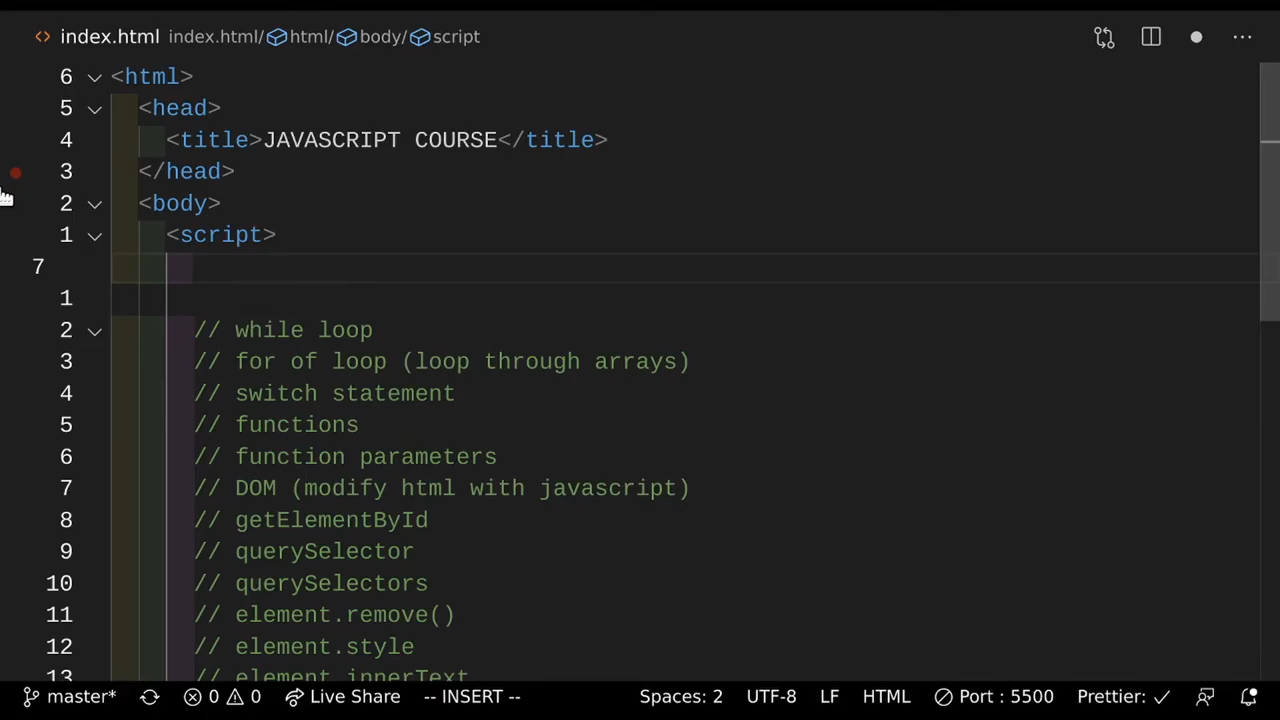 index.html index.html/html/body/script
6 <html>
5 <head>
4 <title>JAVASCRIPT COURSE</title>
3 </head>
2 <body>
1 <script>
7
1
2 // while loop
3 // for of loop (loop through arrays)
4 // switch statement
5 // functions
6 // function parameters
7 // DOM (modify html with javascript)
8 // getElementById
9 // querySelector
10 // querySelectors
11 // element.remove()
12 // element.style
13 // element.innerText
master* 0 0 Live Share -- INSERT -- Spaces: 2 UTF-8 LF HTML Port : 5500 Prettier: ✓